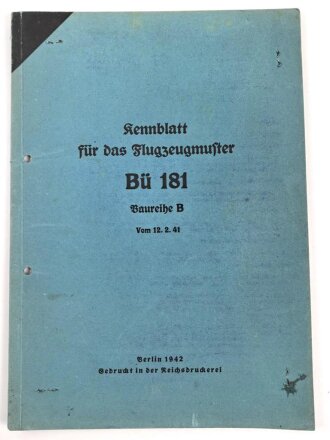 Kennblatt
für das Flugzeugmuster
Bü 181
Baureihe B
Vom 12. 2. 41
Berlin 1942
Gedruckt in der Reichsdruckerei